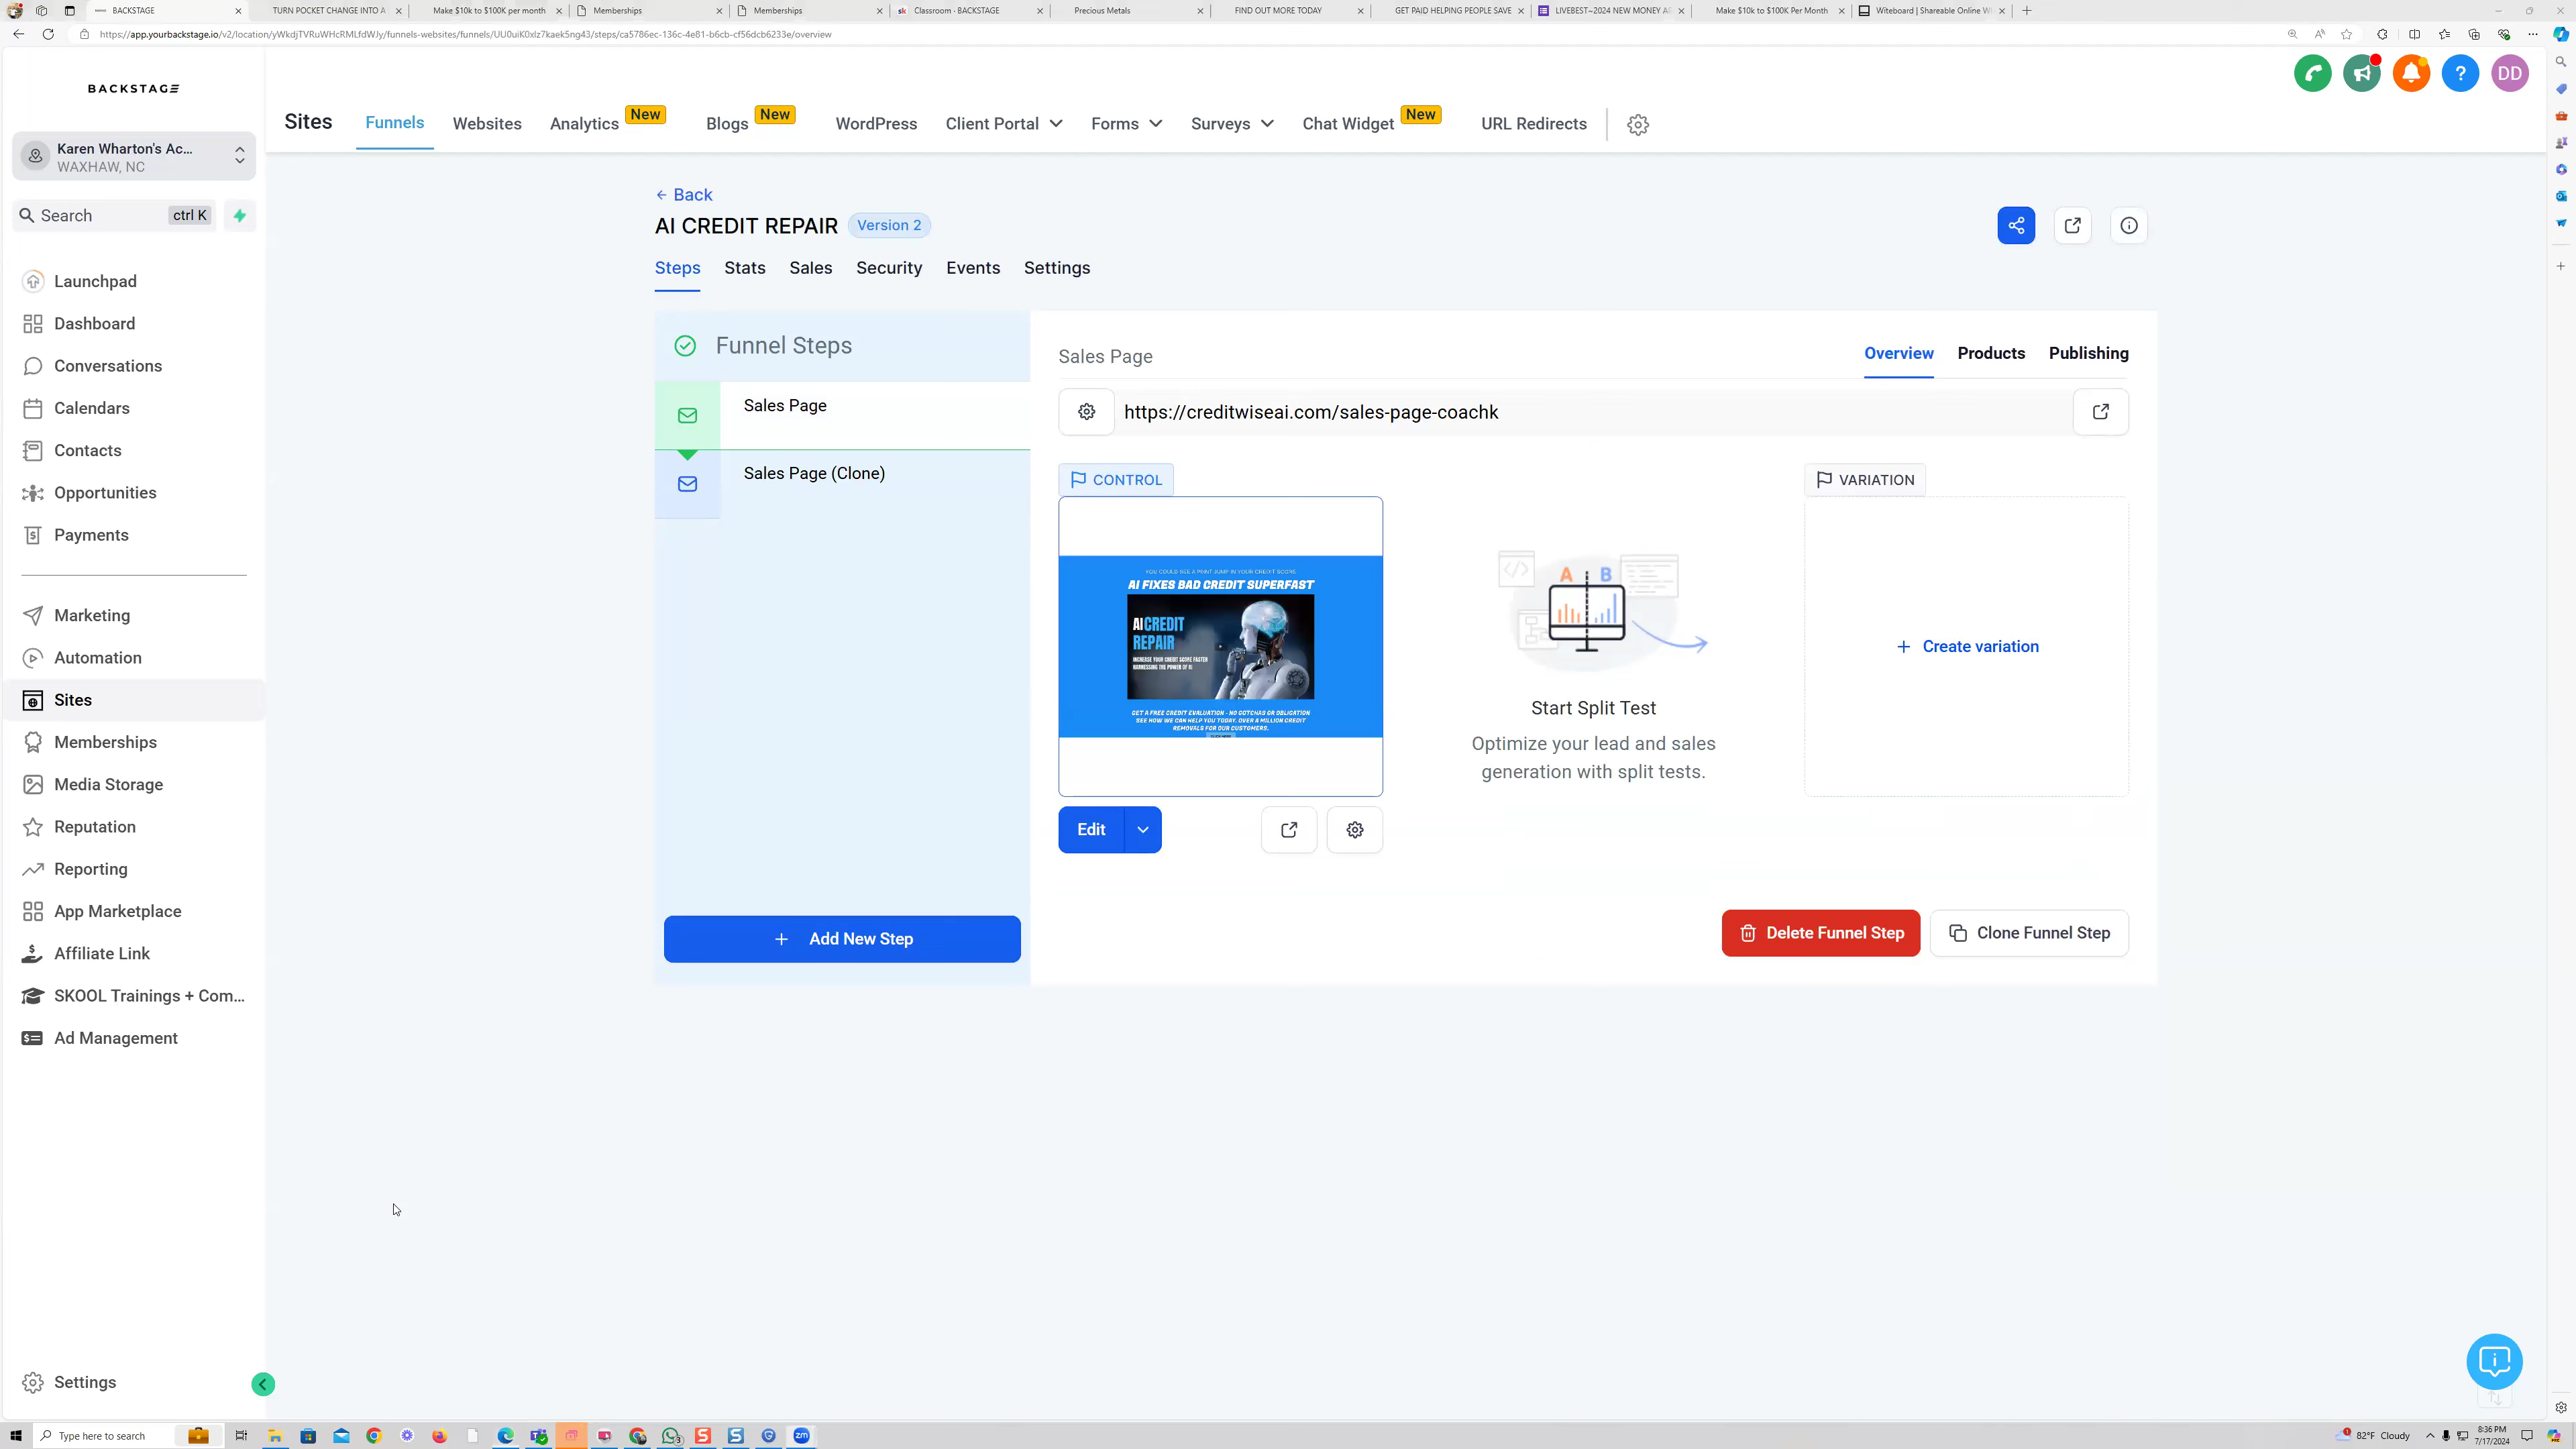 BACKSTAGE
TURN POCKET CHANGE INTO A
Make $10k to $100K per month
Memberships
Memberships
sk Classroom - BACKSTAGE
Precious Metals
FIND OUT MORE TODAY
GET PAID HELPING PEOPLE SAVE
LIVEBEST~2024 NEW MONEY
Make $10k to $100K Per Month
Witeboard | Shareable Online
https://app.yourbackstage.io/v2/location/yWkdjTVRuWHcRMLfdWJy/funnels-websites/funnels/UU0uiK0xlz7kaek5ng43/steps/ca5786ec-136c-4e81-b6cb-cf56dcb6233e/overview
BACKSTAGE
Karen Wharton's Ac...
WAXHAW, NC
Search
ctrl K
Launchpad
Dashboard
Conversations
Calendars
Contacts
Opportunities
Payments
Marketing
Automation
Sites
Memberships
Media Storage
Reputation
Reporting
App Marketplace
Affiliate Link
SKOOL Trainings + Com...
Ad Management
Settings
DD
Sites
Funnels
Websites
Analytics New
Blogs New
WordPress
Client Portal
Forms
Surveys
Chat Widget New
URL Redirects
Back
AI CREDIT REPAIR Version 2
Steps
Stats
Sales
Security
Events
Settings
Funnel Steps
Sales Page
Sales Page (Clone)
+ Add New Step
Sales Page
Overview
Products
Publishing
https://creditwiseai.com/sales-page-coachk
CONTROL
YOU COULD SEE A POINT JUMP IN YOUR CREDIT SCORE
AI FIXES BAD CREDIT SUPERFAST
AI CREDIT
REPAIR
INCREASE YOUR CREDIT SCORE FASTER
HARNESSING THE POWER OF AI
GET A FREE CREDIT EVALUATION - NO GOTCHAS OR OBLIGATION
SEE HOW WE CAN HELP YOU TODAY. OVER A MILLION CREDIT
REMOVALS FOR OUR CUSTOMERS.
Edit
A B
Start Split Test
Optimize your lead and sales
generation with split tests.
VARIATION
+ Create variation
Delete Funnel Step
Clone Funnel Step
Type here to search
zm
82°F Cloudy
8:36 PM
7/17/2024